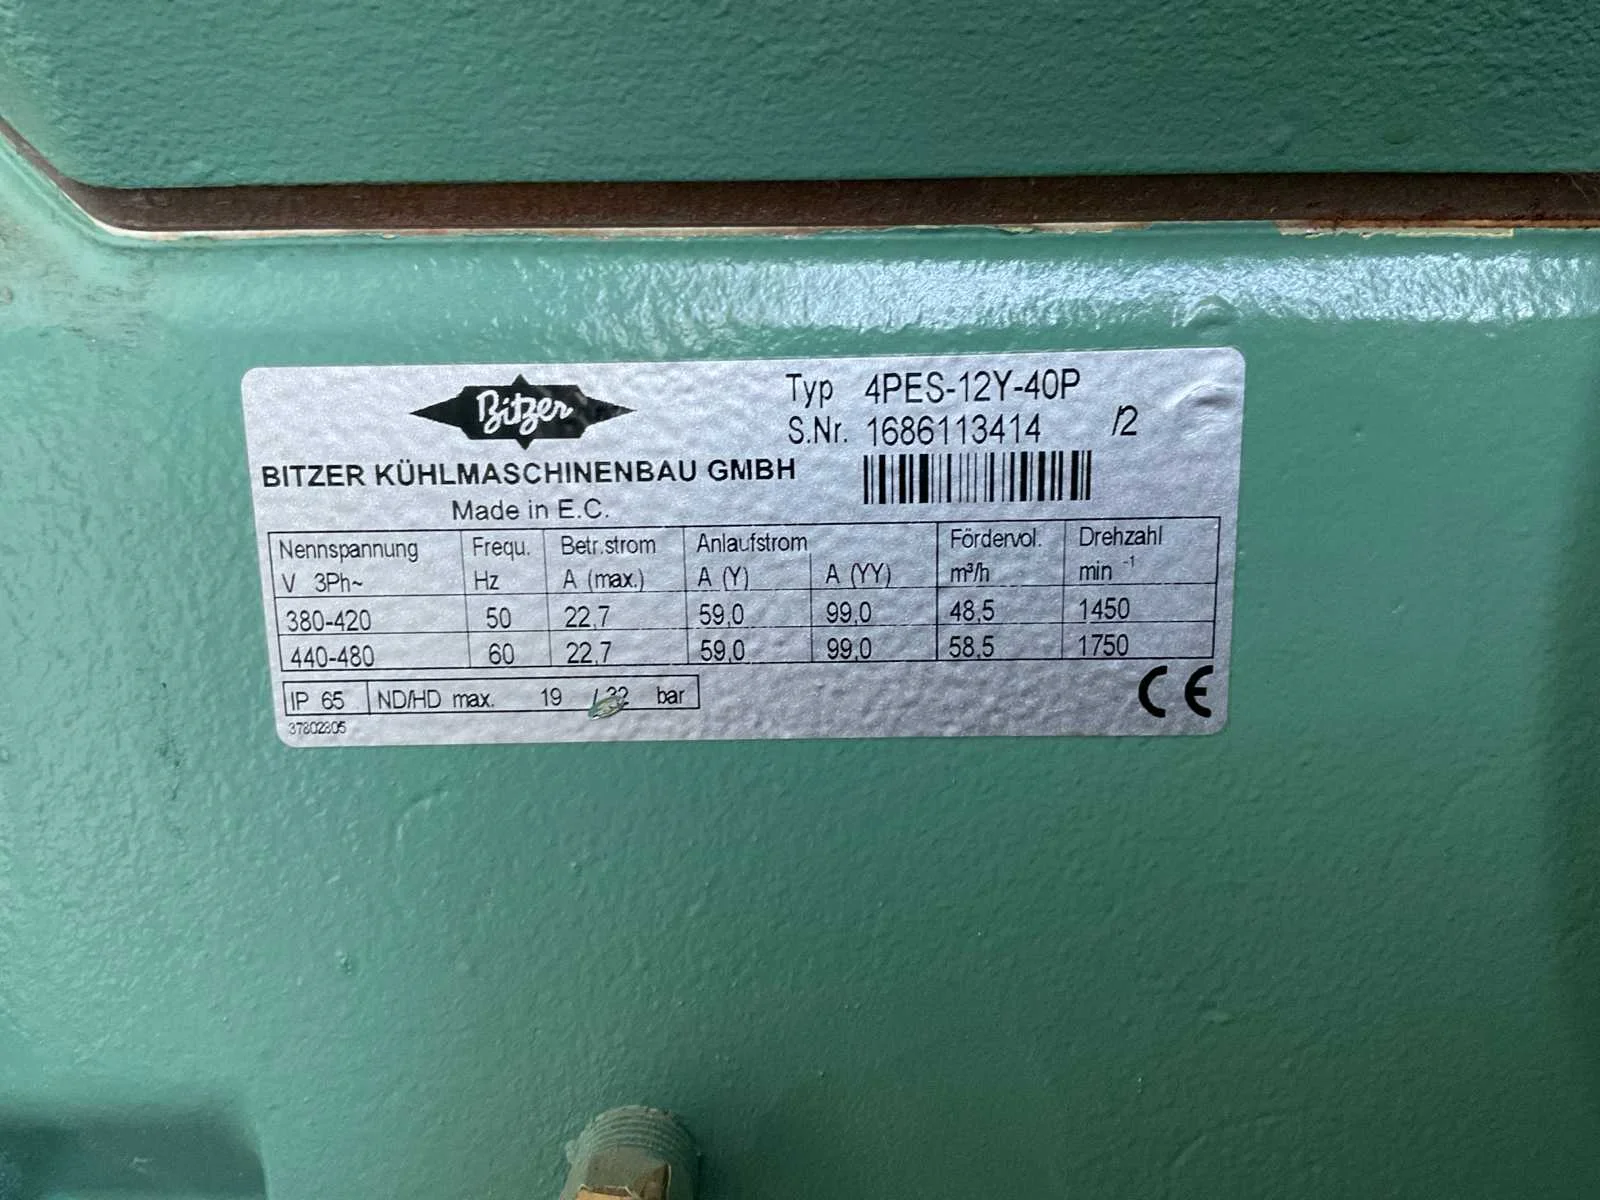 Bitzer
BITZER KÜHLMASCHINENBAU GMBH
Made in E.C.
Typ 4PES-12Y-40P
S.Nr. 1686113414 /2
Nennspannung Frequ. Betr.strom Anlaufstrom Fördervol. Drehzahl
V 3Ph~ Hz A (max.) A (Y) A (YY) m³/h min -1
380-420 50 22,7 59,0 99,0 48,5 1450
440-480 60 22,7 59,0 99,0 58,5 1750
IP 65 ND/HD max. 19 / bar
37802805
CE